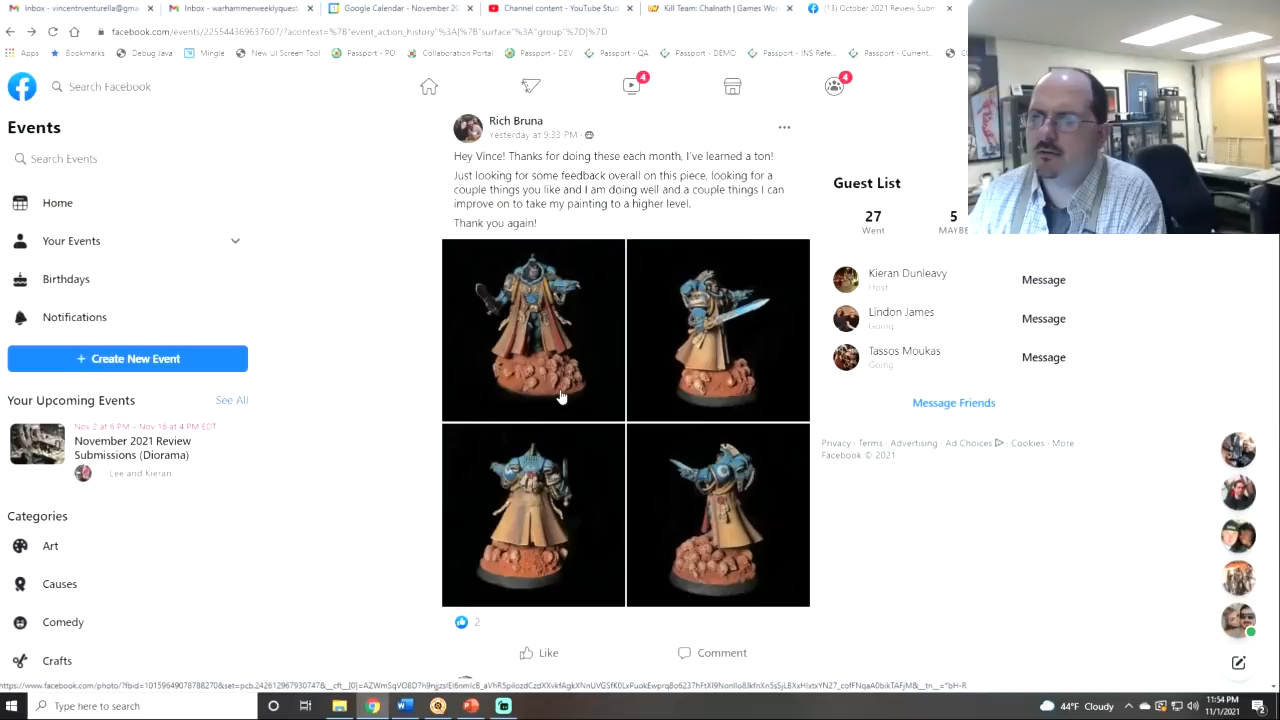 Inbox - vincentrventurella@gma
Inbox - warhammerweeklyquest
Google Calendar - November 20
Channel content - YouTube Stud
Kill Team: Chalnath | Games Wor
(13) October 2021 Review Subm
facebook.com/events/225544369637607/?acontext=%7B"event_action_history"%3A[%7B"surface"%3A"group"%7D]%7D
Apps
Bookmarks
Debug Java
Mingle
New UI Screen Tool
Passport - PO
Collaboration Portal
Passport - DEV
Passport - QA
Passport - DEMO
Passport - INS Refe...
Passport - Current...
Search Facebook
4
4
Events
Search Events
Home
Your Events
Birthdays
Notifications
+ Create New Event
Your Upcoming Events
See All
Nov 2 at 6 PM – Nov 16 at 4 PM EDT
November 2021 Review
Submissions (Diorama)
Lee and Kieran
Categories
Art
Causes
Comedy
Crafts
Rich Bruna
Yesterday at 9:33 PM ·
Hey Vince! Thanks for doing these each month, I've learned a ton!
Just looking for some feedback overall on this piece, looking for a
couple things you like and I am doing well and a couple things I can
improve on to take my painting to a higher level.
Thank you again!
2
Like
Comment
Guest List
27
Went
5
MAYBE
Kieran Dunleavy
Host
Message
Lindon James
Going
Message
Tassos Moukas
Going
Message
Message Friends
Privacy · Terms · Advertising · Ad Choices · Cookies · More
Facebook © 2021
Type here to search
44°F Cloudy
11:54 PM
11/1/2021
2